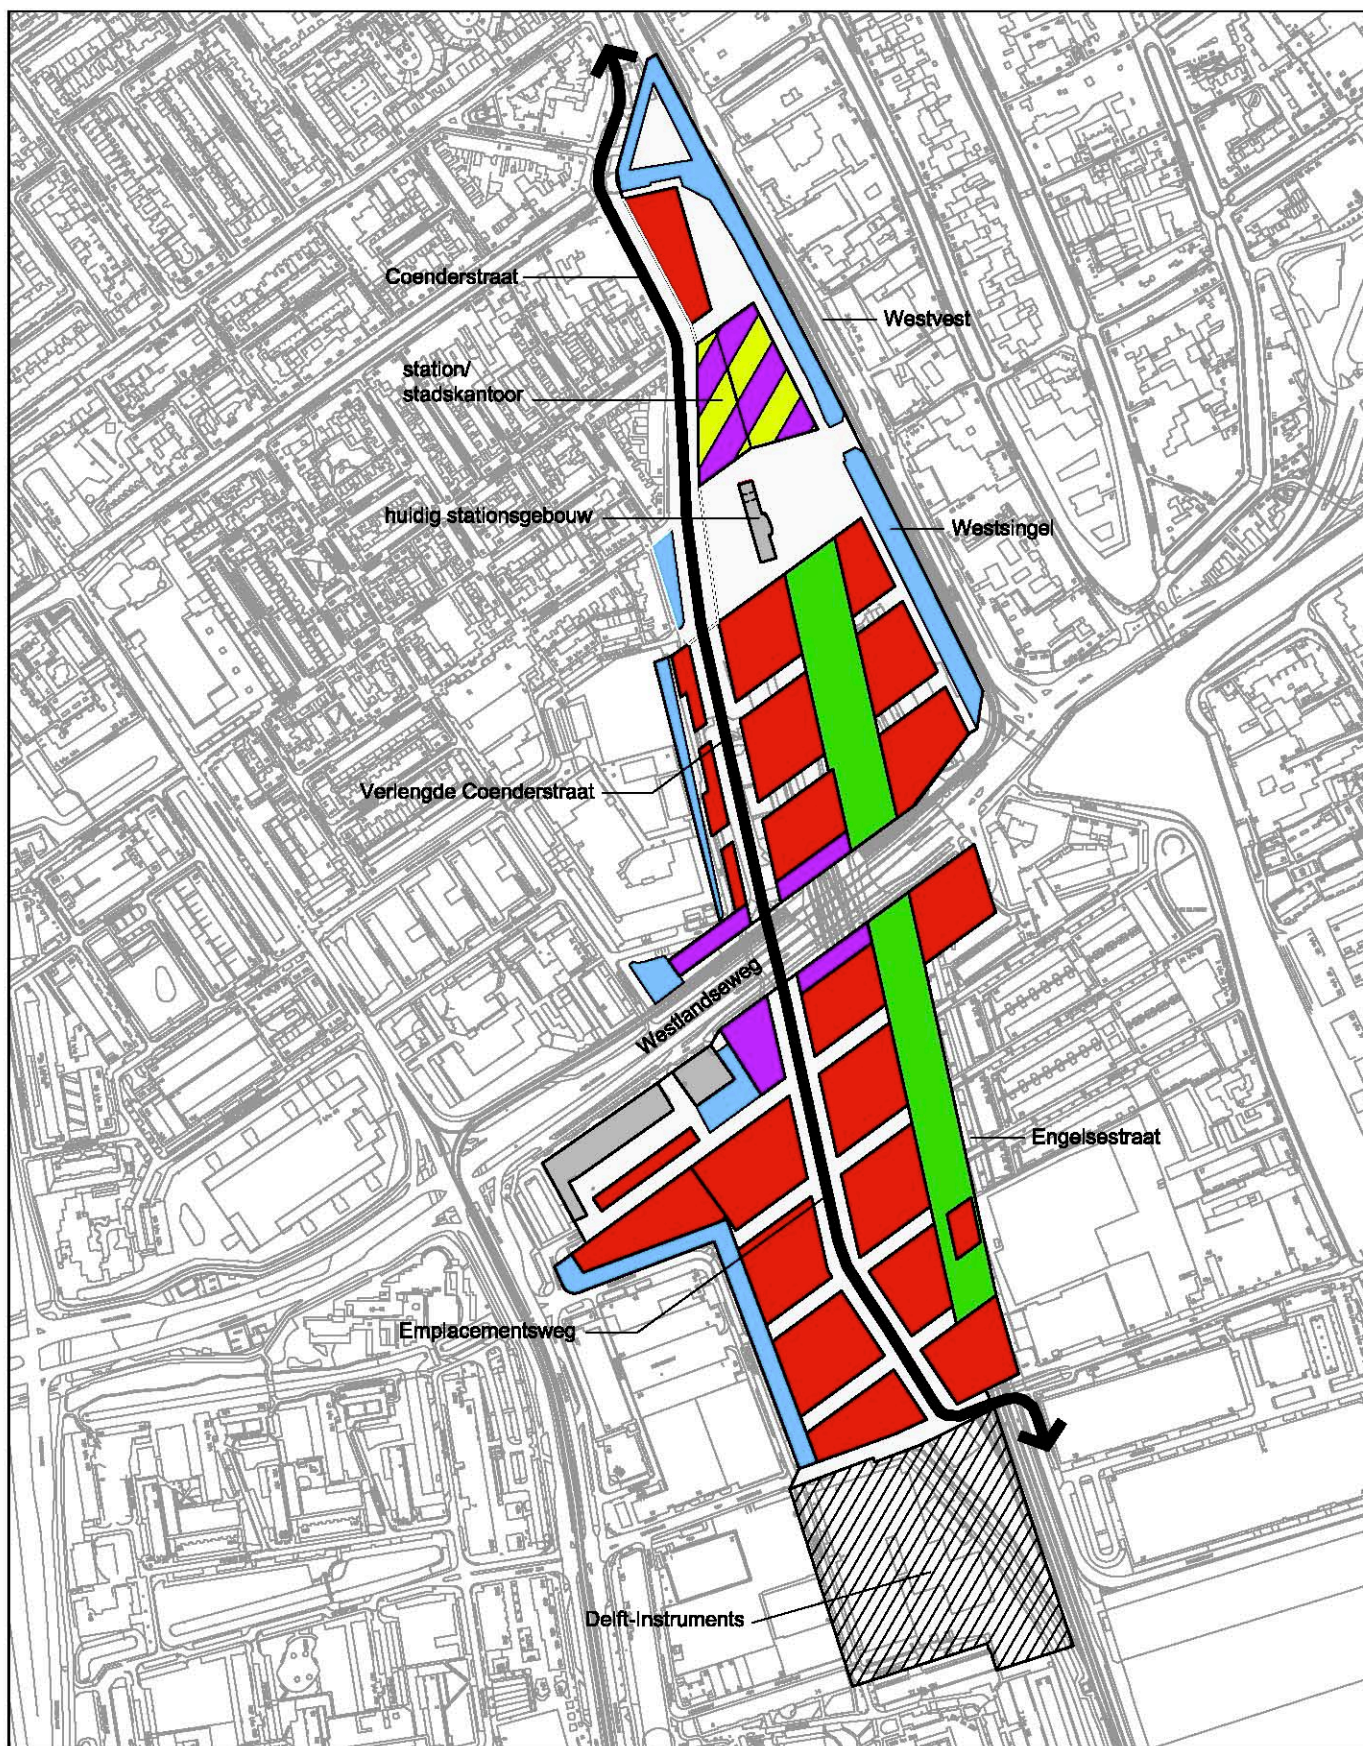 Coenderstraat
Westvest
station/
stadskantoor
huidig stationsgebouw
Westsingel
Verlengde Coenderstraat
Westlandseweg
Engelsestraat
Emplacementsweg
Delft-Instruments